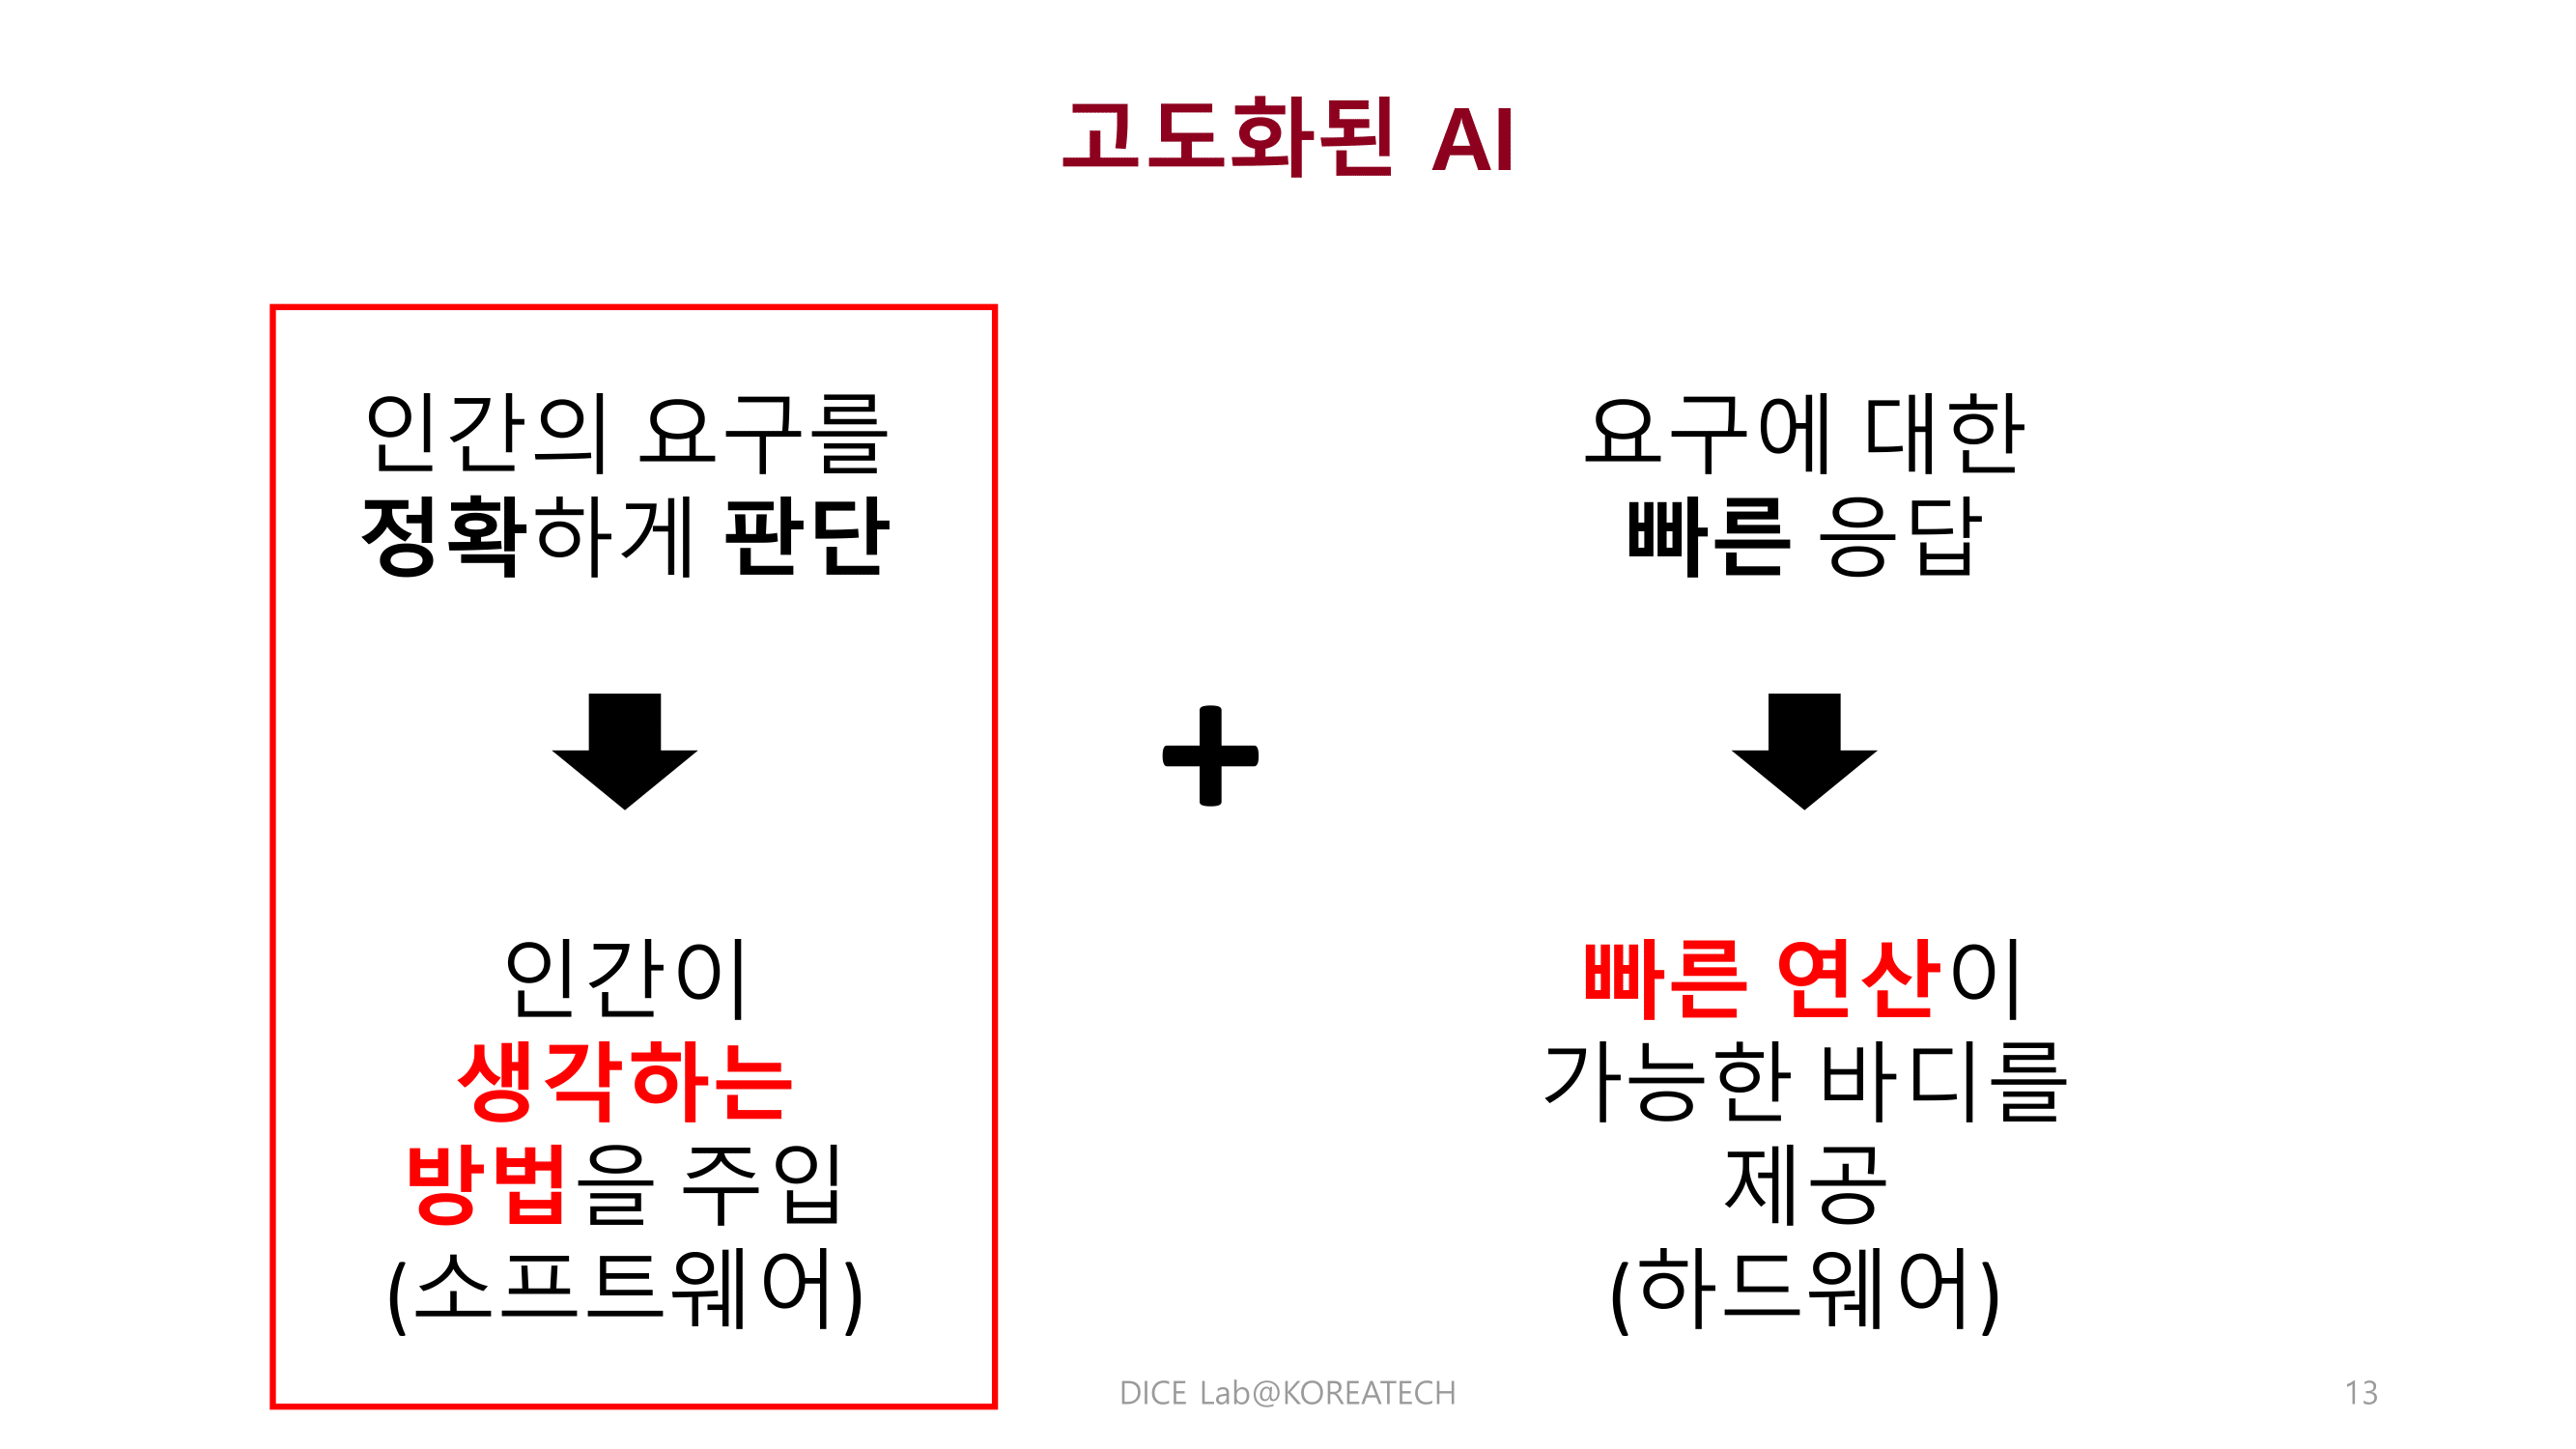 고도화된 AI
인간의 요구를
정확하게 판단
인간이
생각하는
방법을 주입
(소프트웨어)
+
요구에 대한
빠른 응답
빠른 연산이
가능한 바디를
제공
(하드웨어)
DICE Lab@KOREATECH
13